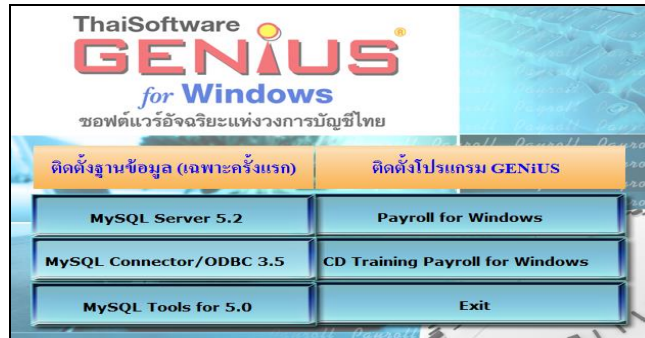 ThaiSoftware
GENiUS®
for Windows
ซอฟต์แวร์อัจฉริยะแห่งวงการบัญชีไทย
ติดตั้งฐานข้อมูล (เฉพาะครั้งแรก)
ติดตั้งโปรแกรม GENiUS
MySQL Server 5.2
Payroll for Windows
MySQL Connector/ODBC 3.5
CD Training Payroll for Windows
MySQL Tools for 5.0
Exit